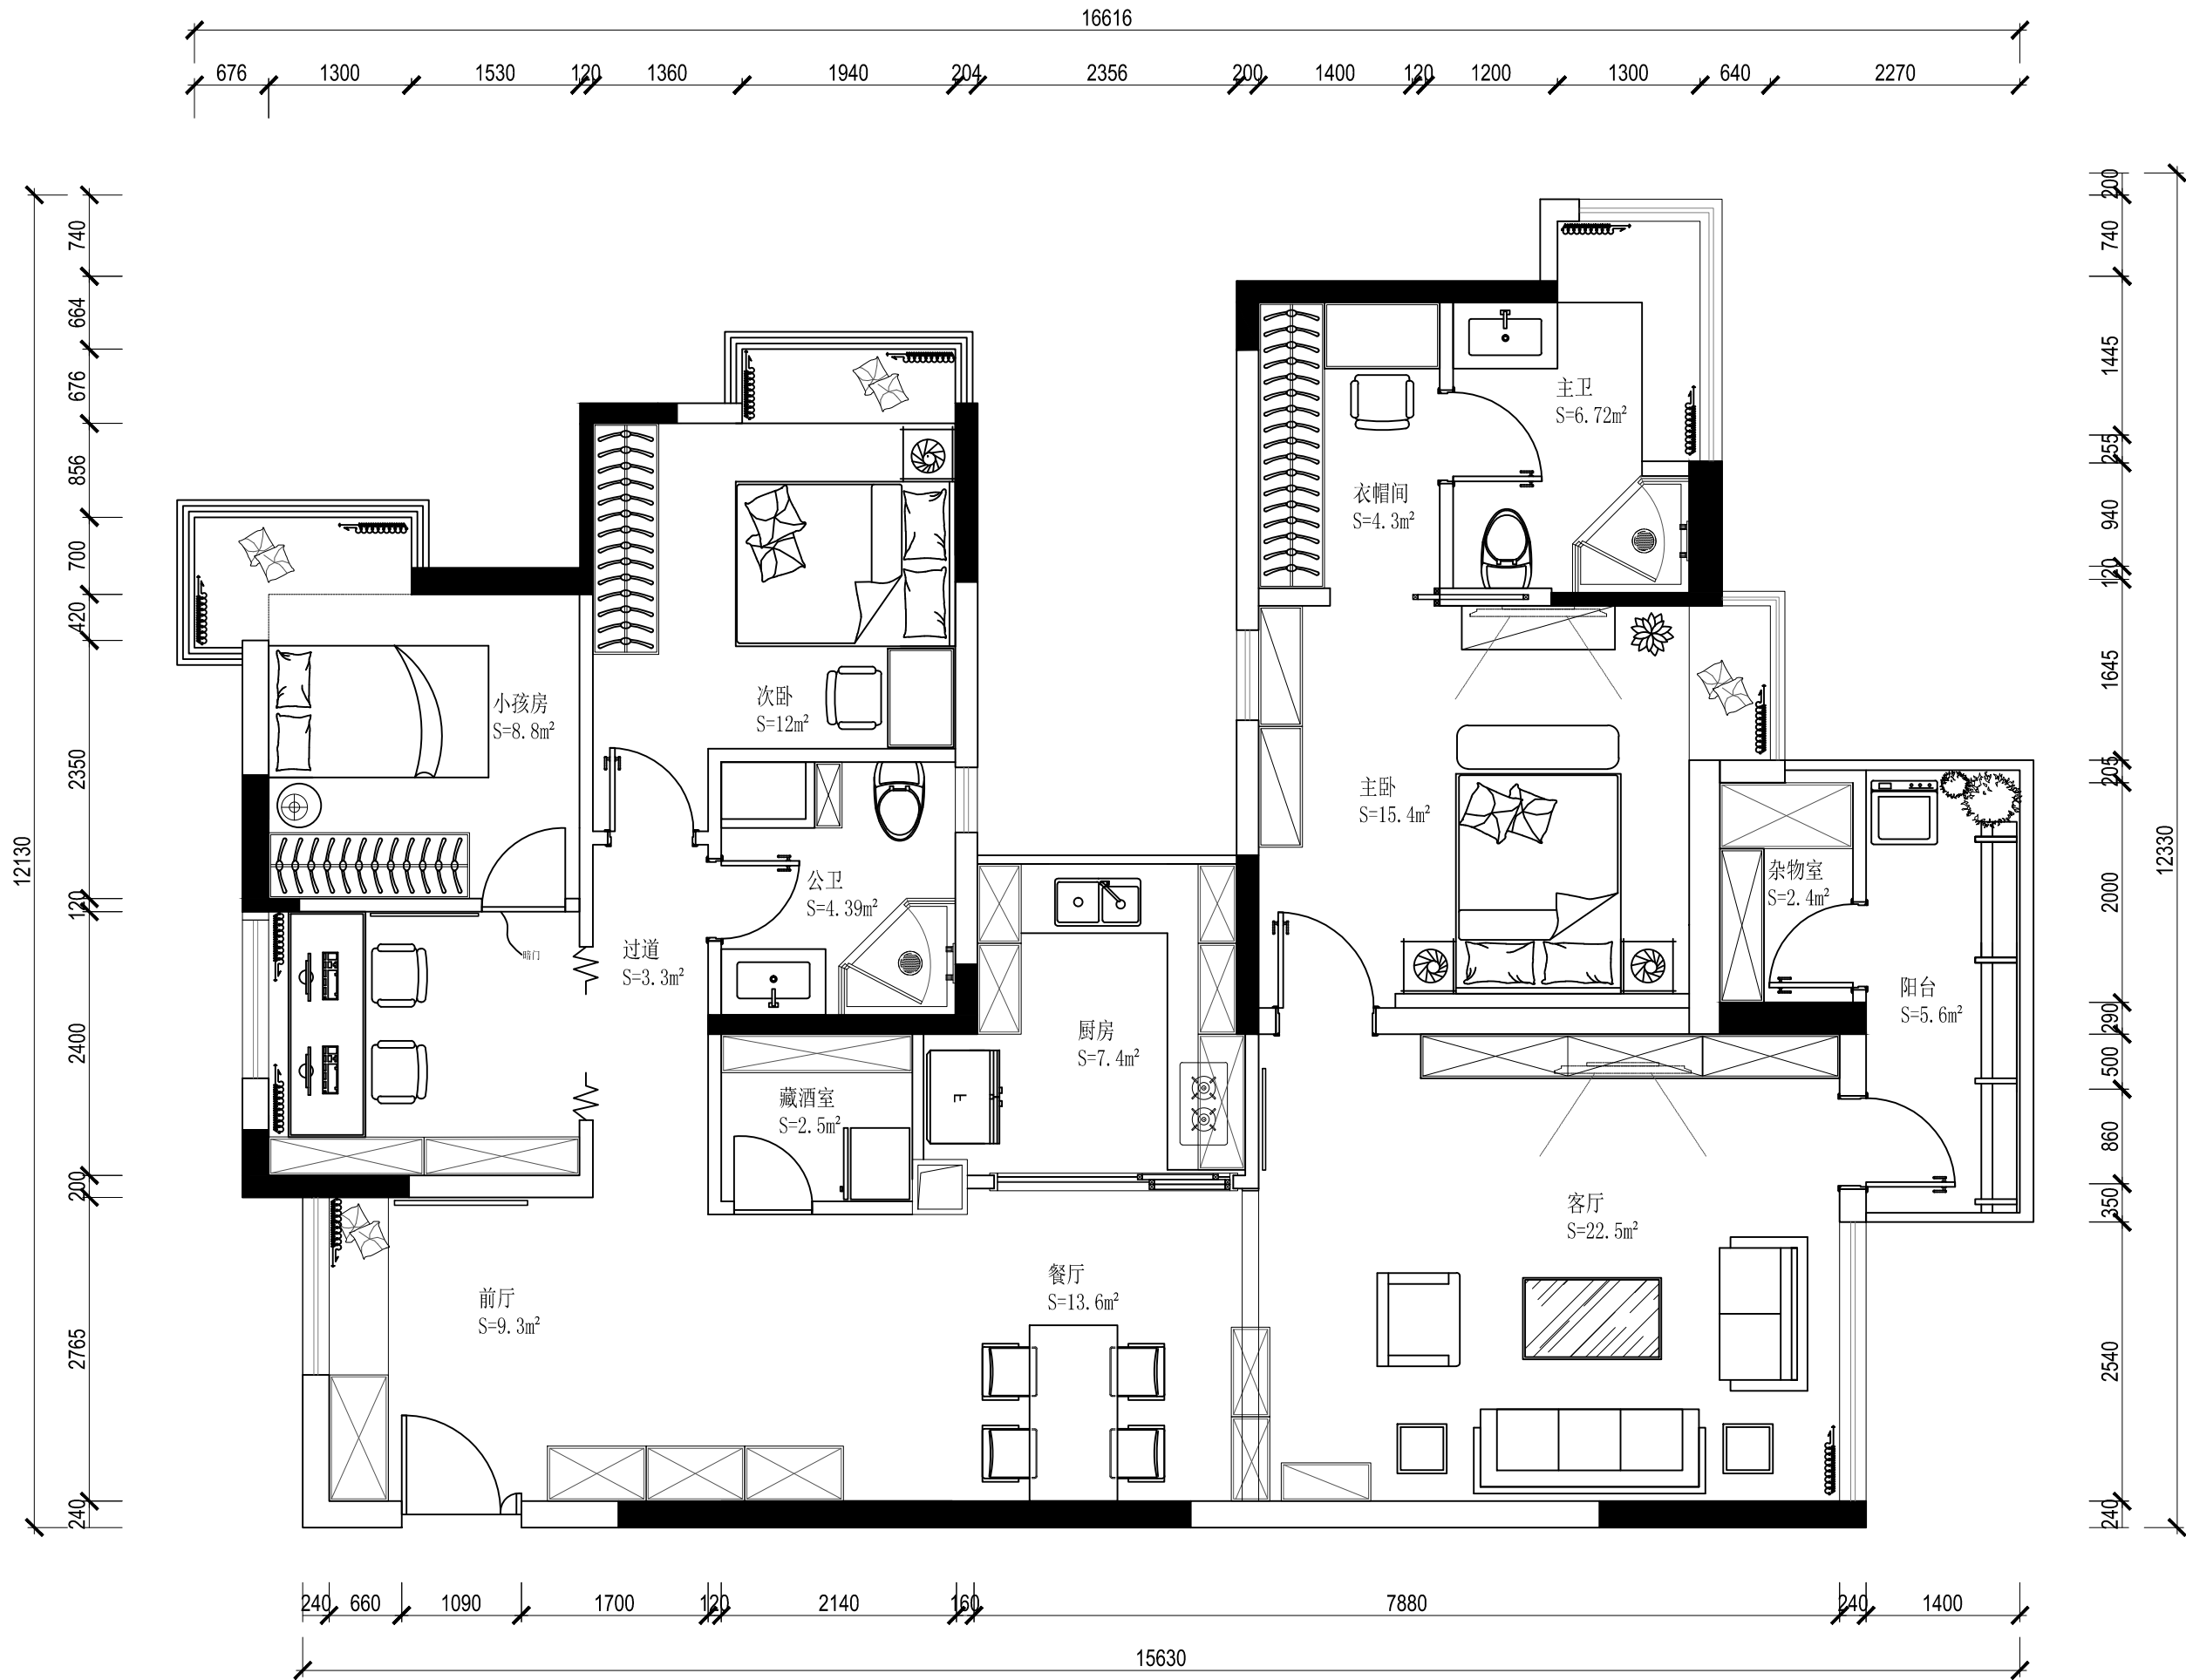 16616
676 1300 1530 120 1360 1940 204 2356 200 1400 120 1200 1300 640 2270
12130
740
664
676
856
700
420
2350
120
2400
200
2765
240
200
740
1445
255
940
120
1645
205
2000
290
500
860
350
2540
240
12330
主卫
S=6.72m²
衣帽间
S=4.3m²
小孩房
S=8.8m²
次卧
S=12m²
主卧
S=15.4m²
杂物室
S=2.4m²
公卫
S=4.39m²
过道
S=3.3m²
暗门
阳台
S=5.6m²
厨房
S=7.4m²
藏酒室
S=2.5m²
客厅
S=22.5m²
餐厅
S=13.6m²
前厅
S=9.3m²
240 660 1090 1700 120 2140 160 7880 240 1400
15630